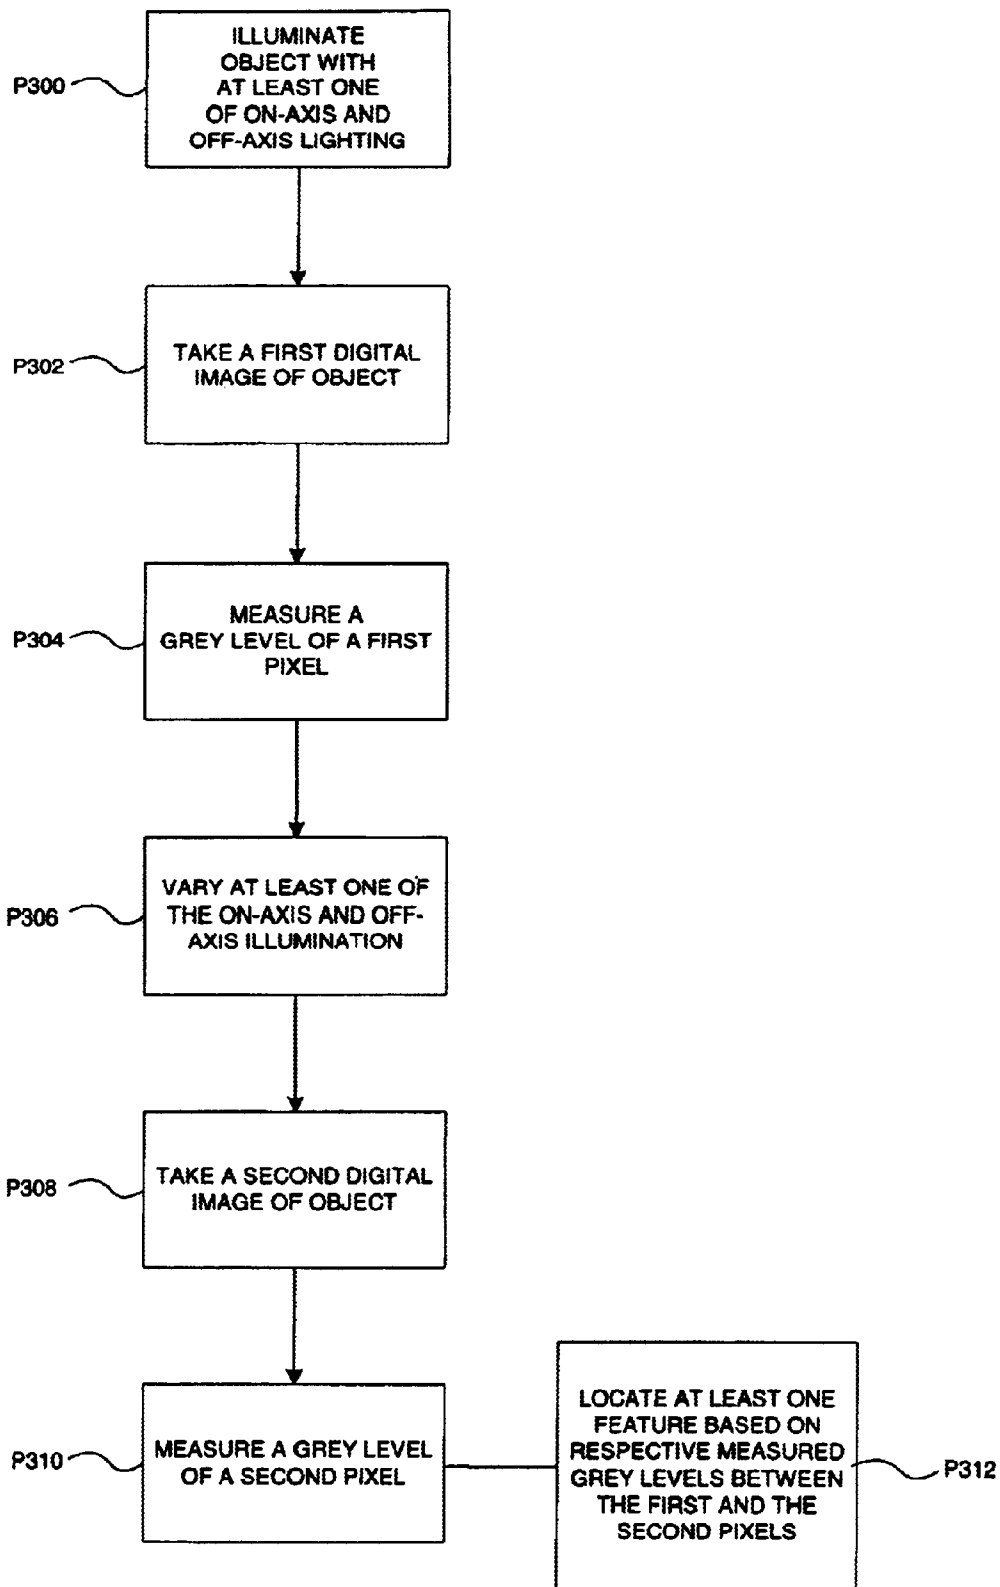 ILLUMINATE
OBJECT WITH
AT LEAST ONE
OF ON-AXIS AND
OFF-AXIS LIGHTING
P300
TAKE A FIRST DIGITAL
IMAGE OF OBJECT
P302
MEASURE A
GREY LEVEL OF A FIRST
PIXEL
P304
VARY AT LEAST ONE OF
THE ON-AXIS AND OFF-
AXIS ILLUMINATION
P306
TAKE A SECOND DIGITAL
IMAGE OF OBJECT
P308
MEASURE A GREY LEVEL
OF A SECOND PIXEL
P310
LOCATE AT LEAST ONE
FEATURE BASED ON
RESPECTIVE MEASURED
GREY LEVELS BETWEEN
THE FIRST AND THE
SECOND PIXELS
P312